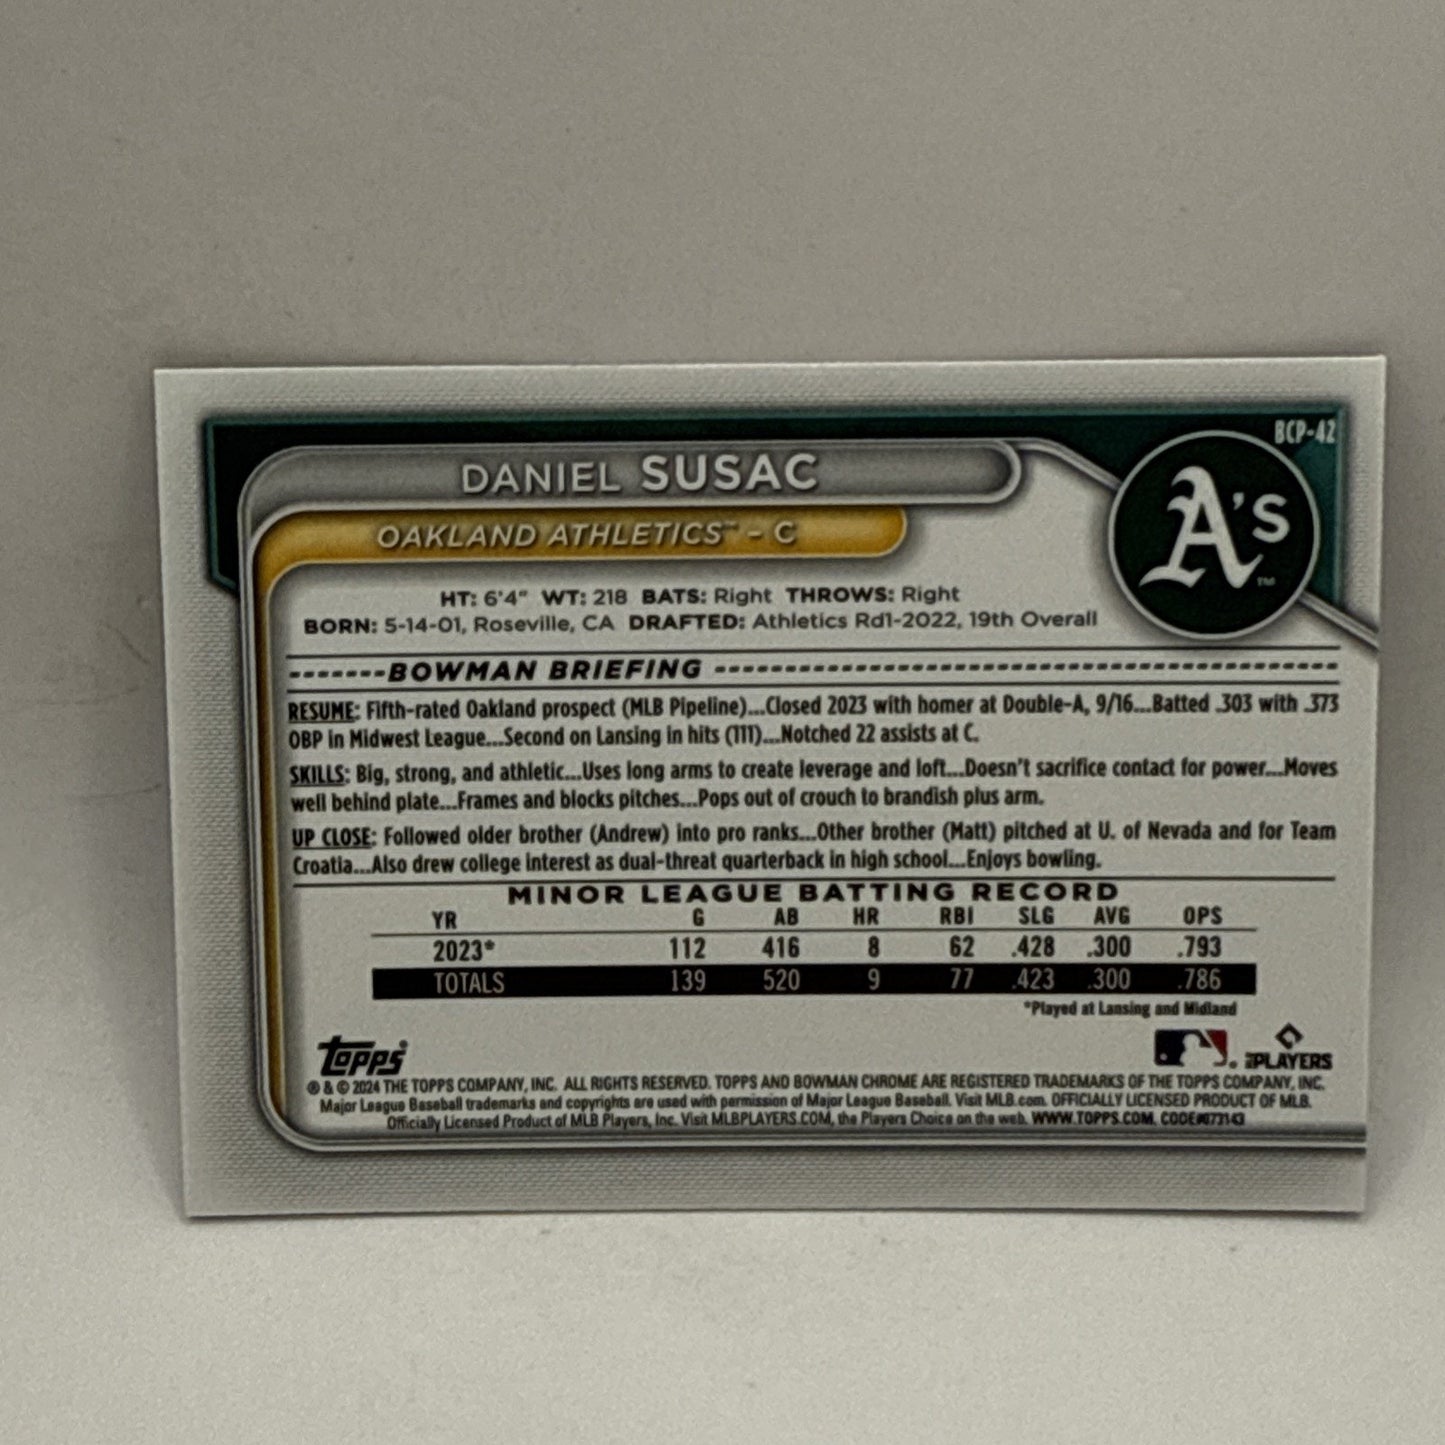 BCP-42
DANIEL SUSAC
OAKLAND ATHLETICS™ - C
A's™
HT: 6'4" WT: 218 BATS: Right THROWS: Right
BORN: 5-14-01, Roseville, CA DRAFTED: Athletics Rd1-2022, 19th Overall
BOWMAN BRIEFING
RESUME: Fifth-rated Oakland prospect (MLB Pipeline)...Closed 2023 with homer at Double-A, 9/16...Batted .303 with .373
OBP in Midwest League...Second on Lansing in hits (111)...Notched 22 assists at C.
SKILLS: Big, strong, and athletic...Uses long arms to create leverage and loft...Doesn't sacrifice contact for power...Moves
well behind plate...Frames and blocks pitches...Pops out of crouch to brandish plus arm.
UP CLOSE: Followed older brother (Andrew) into pro ranks...Other brother (Matt) pitched at U. of Nevada and for Team
Croatia...Also drew college interest as dual-threat quarterback in high school...Enjoys bowling.
MINOR LEAGUE BATTING RECORD
YR G AB HR RBI SLG AVG OPS
2023* 112 416 8 62 .428 .300 .793
TOTALS 139 520 9 77 .423 .300 .786
*Played at Lansing and Midland
Topps® PLAYERS
® & © 2024 THE TOPPS COMPANY, INC. ALL RIGHTS RESERVED. TOPPS AND BOWMAN CHROME ARE REGISTERED TRADEMARKS OF THE TOPPS COMPANY, INC.
Major League Baseball trademarks and copyrights are used with permission of Major League Baseball. Visit MLB.com. OFFICIALLY LICENSED PRODUCT OF MLB.
Officially Licensed Product of MLB Players, Inc. Visit MLBPLAYERS.COM, the Players Choice on the web. WWW.TOPPS.COM.